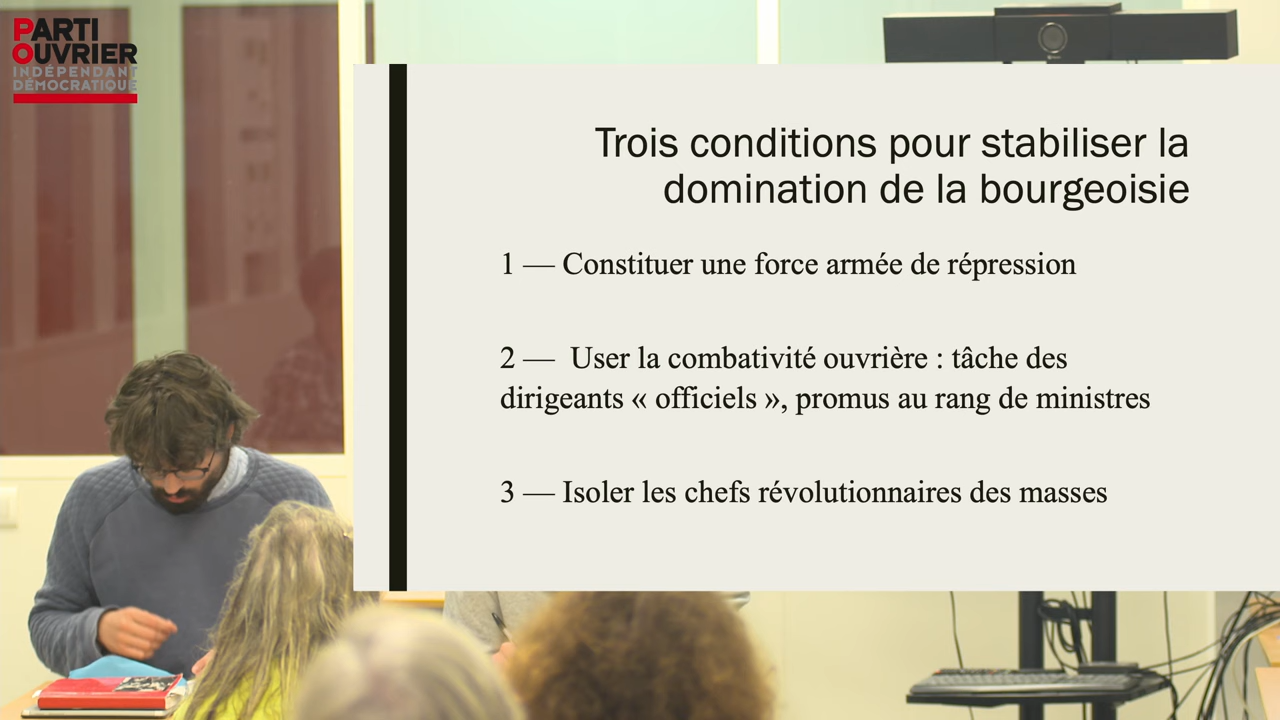 PARTI
OUVRIER
INDÉPENDANT
DÉMOCRATIQUE
Trois conditions pour stabiliser la
domination de la bourgeoisie
1 — Constituer une force armée de répression
2 — User la combativité ouvrière : tâche des
dirigeants « officiels », promus au rang de ministres
3 — Isoler les chefs révolutionnaires des masses